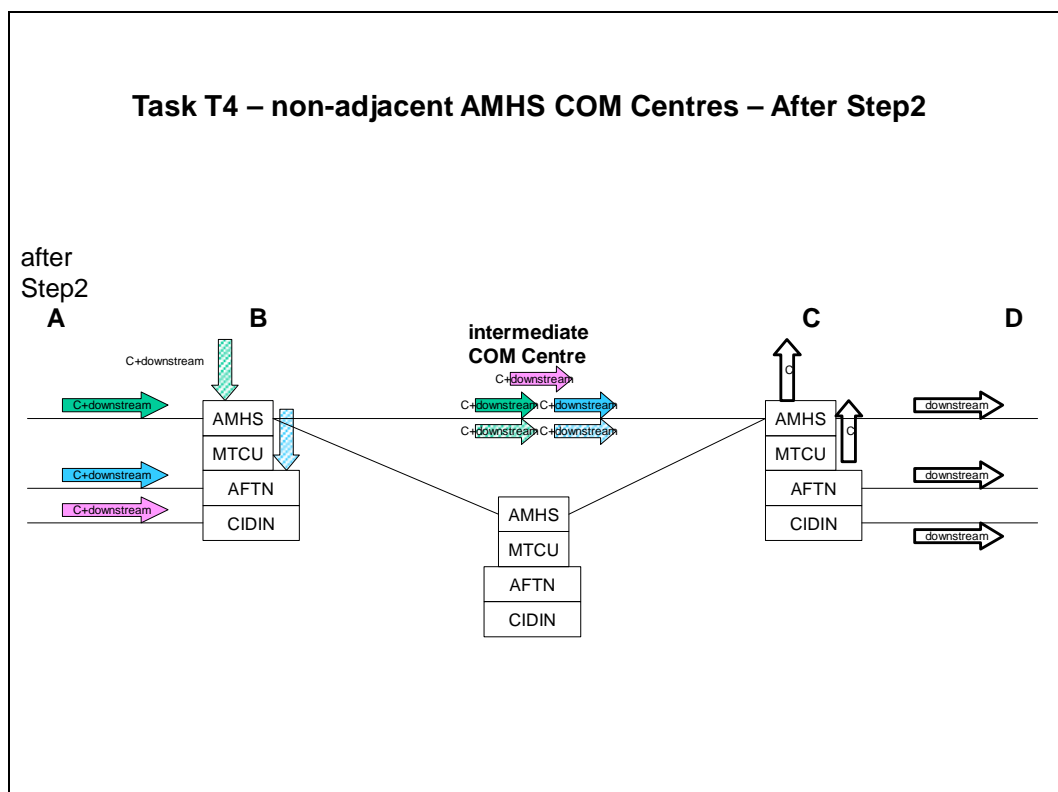 Task T4 – non-adjacent AMHS COM Centres – After Step2
after
Step2
A
B
intermediate
COM Centre
C
D
C+downstream
C
C+downstream
C+downstream
C+downstream
C+downstream
downstream
C+downstream
C+downstream
AMHS
AMHS
MTCU
MTCU
C
C+downstream
AFTN
AFTN
downstream
C+downstream
CIDIN
CIDIN
downstream
AMHS
MTCU
AFTN
CIDIN